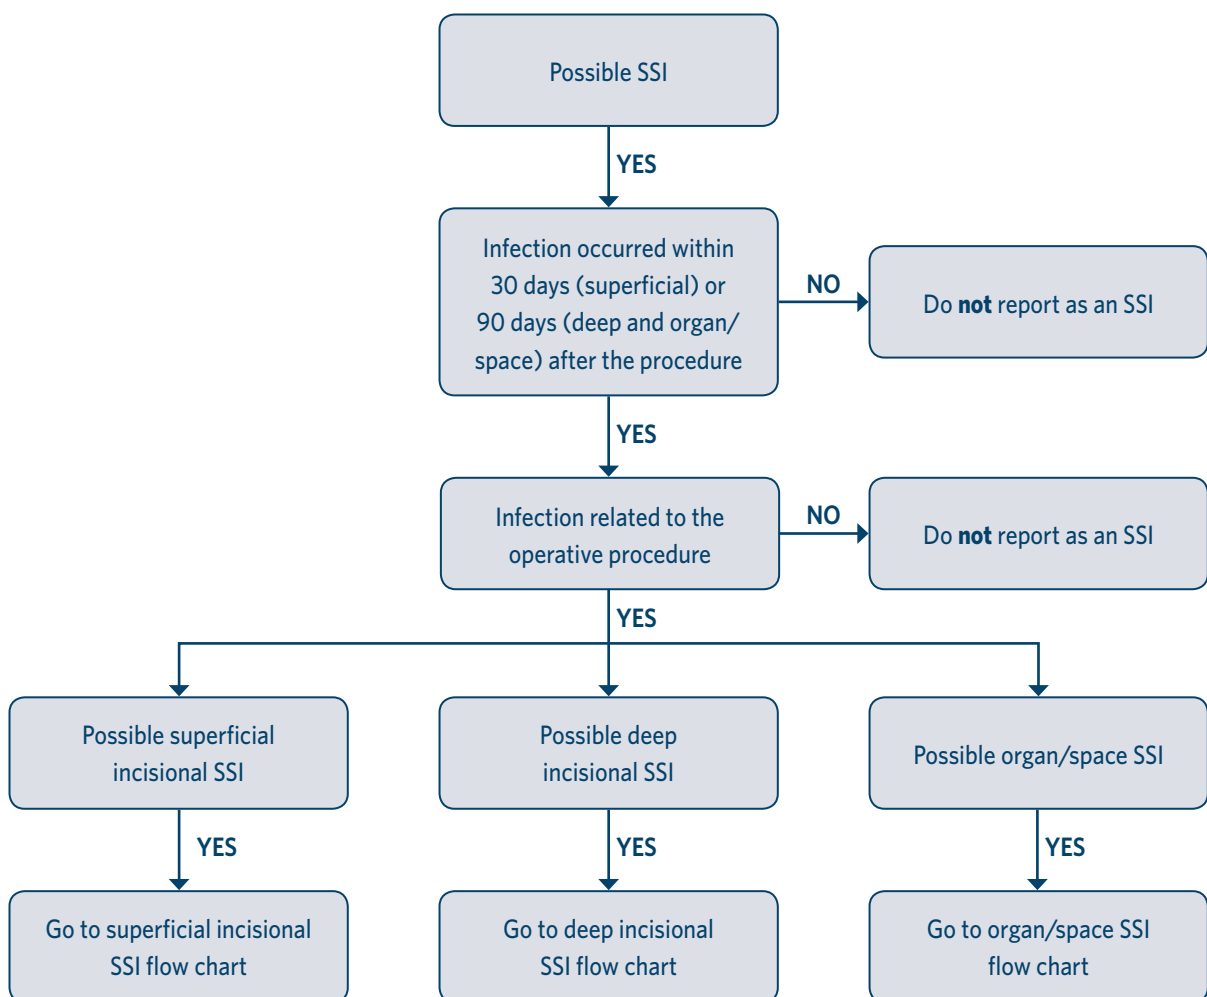 Possible SSI
YES
Infection occurred within
30 days (superficial) or
90 days (deep and organ/
space) after the procedure
NO
Do not report as an SSI
YES
Infection related to the
operative procedure
NO
Do not report as an SSI
YES
Possible superficial
incisional SSI
Possible deep
incisional SSI
Possible organ/space SSI
YES
YES
YES
Go to superficial incisional
SSI flow chart
Go to deep incisional
SSI flow chart
Go to organ/space SSI
flow chart